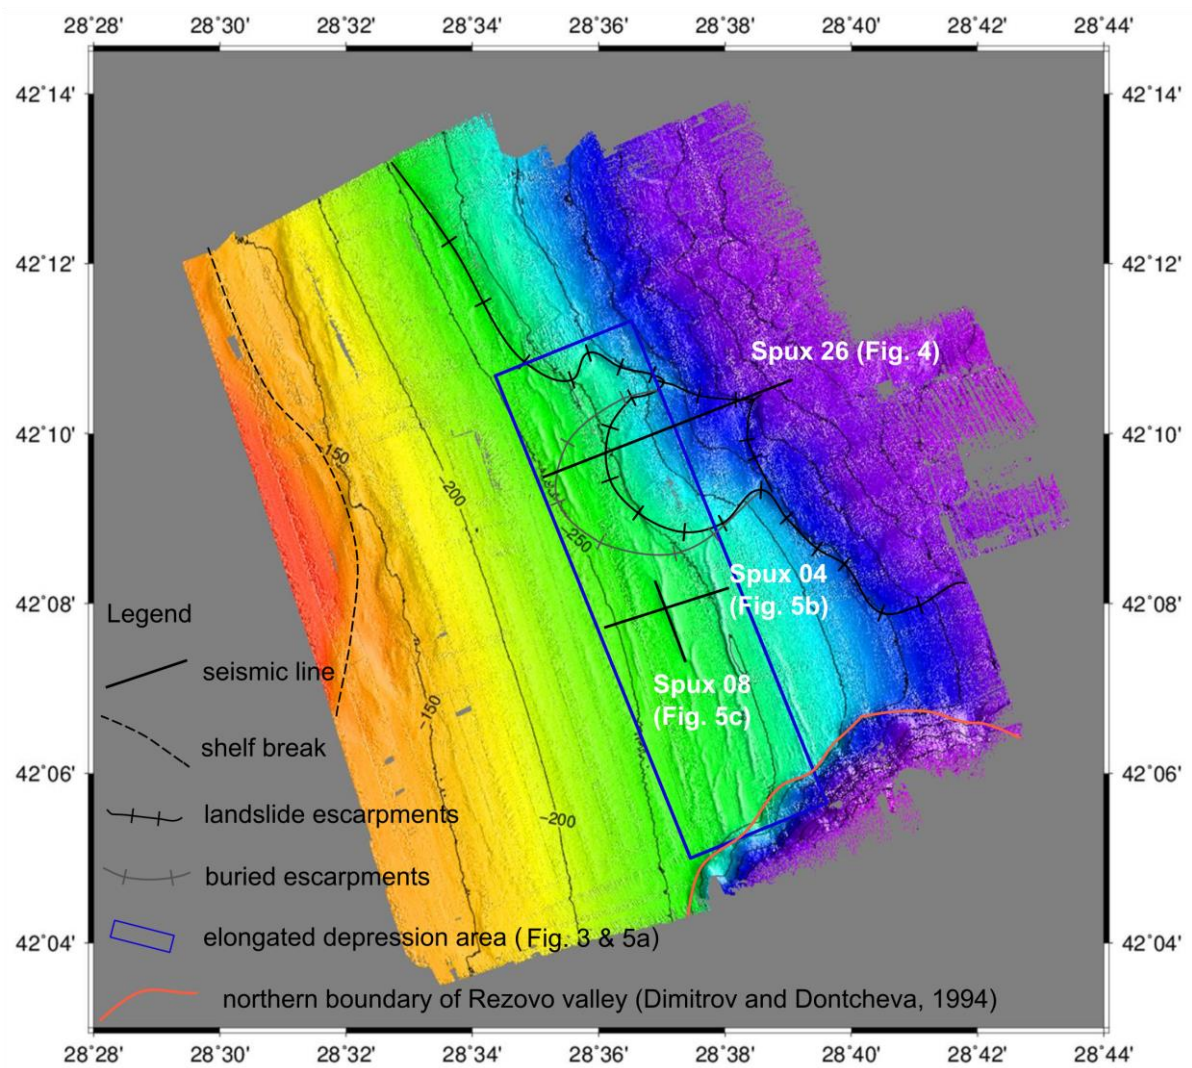 28˚28' 28˚30' 28˚32' 28˚34' 28˚36' 28˚38' 28˚40' 28˚42' 28˚44'
42˚14' 42˚14'
42˚12' 42˚12'
Spux 26 (Fig. 4)
42˚10' 42˚10'
-150
-200
-250
Spux 04
(Fig. 5b)
42˚08' 42˚08'
Legend
seismic line
Spux 08
(Fig. 5c)
-150
shelf break
42˚06' 42˚06'
landslide escarpments
-200
buried escarpments
elongated depression area (Fig. 3 & 5a)
42˚04' 42˚04'
northern boundary of Rezovo valley (Dimitrov and Dontcheva, 1994)
28˚28' 28˚30' 28˚32' 28˚34' 28˚36' 28˚38' 28˚40' 28˚42' 28˚44'